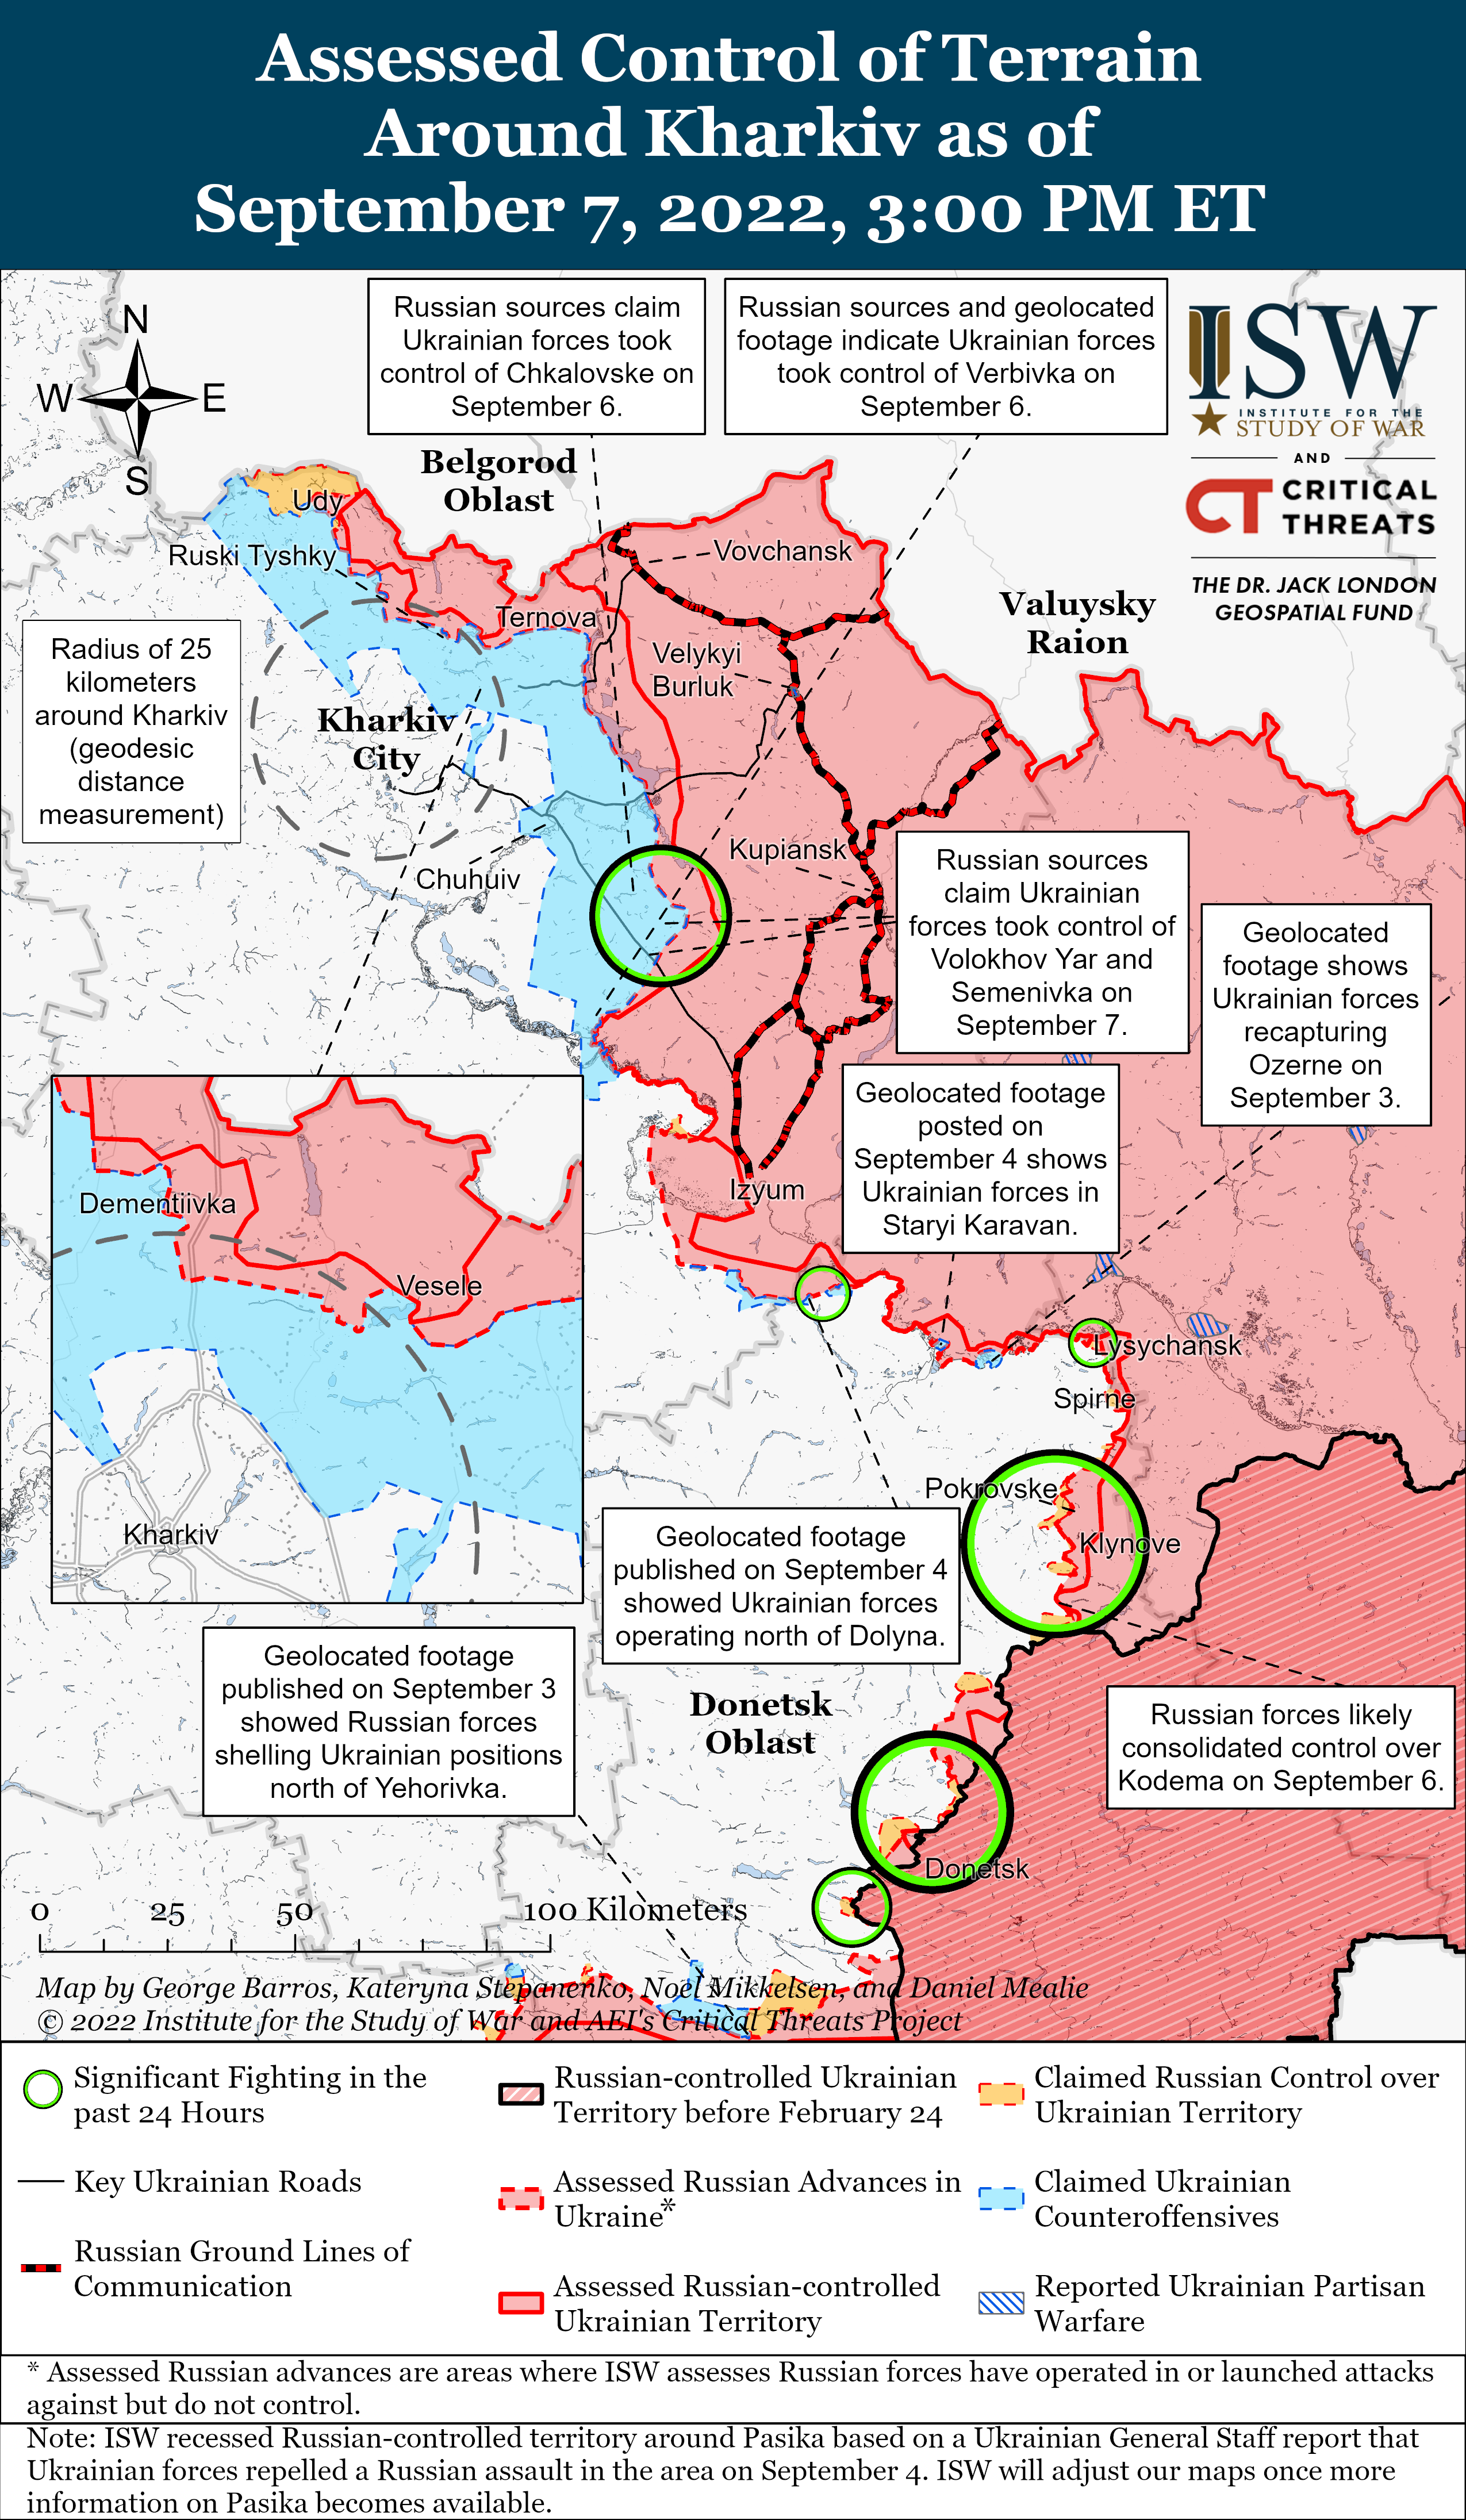 Assessed Control of Terrain
Around Kharkiv as of
September 7, 2022, 3:00 PM ET
N
W
E
S
Russian sources claim
Ukrainian forces took
control of Chkalovske on
September 6.
Russian sources and geolocated
footage indicate Ukrainian forces
took control of Verbivka on
September 6.
ISW
INSTITUTE FOR THE
STUDY OF WAR
AND
CT CRITICAL
THREATS
THE DR. JACK LONDON
GEOSPATIAL FUND
Belgorod
Oblast
Udy
Ruski Tyshky
Vovchansk
Ternova
Valuysky
Raion
Radius of 25
kilometers
around Kharkiv
(geodesic
distance
measurement)
Velykyi
Burluk
Kharkiv
City
Kupiansk
Chuhuiv
Russian sources
claim Ukrainian
forces took control of
Volokhov Yar and
Semenivka on
September 7.
Geolocated
footage shows
Ukrainian forces
recapturing
Ozerne on
September 3.
Geolocated footage
posted on
September 4 shows
Ukrainian forces in
Staryi Karavan.
Izyum
Dementiivka
Vesele
Kharkiv
Lysychansk
Spirne
Pokrovske
Klynove
Geolocated footage
published on September 4
showed Ukrainian forces
operating north of Dolyna.
Geolocated footage
published on September 3
showed Russian forces
shelling Ukrainian positions
north of Yehorivka.
Donetsk
Oblast
Russian forces likely
consolidated control over
Kodema on September 6.
Donetsk
0 25 50 100 Kilometers
Map by George Barros, Kateryna Stepanenko, Noel Mikkelsen, and Daniel Mealie
© 2022 Institute for the Study of War and AEI's Critical Threats Project
Significant Fighting in the
past 24 Hours
Key Ukrainian Roads
Russian Ground Lines of
Communication
Russian-controlled Ukrainian
Territory before February 24
Assessed Russian Advances in
Ukraine*
Assessed Russian-controlled
Ukrainian Territory
Claimed Russian Control over
Ukrainian Territory
Claimed Ukrainian
Counteroffensives
Reported Ukrainian Partisan
Warfare
* Assessed Russian advances are areas where ISW assesses Russian forces have operated in or launched attacks
against but do not control.
Note: ISW recessed Russian-controlled territory around Pasika based on a Ukrainian General Staff report that
Ukrainian forces repelled a Russian assault in the area on September 4. ISW will adjust our maps once more
information on Pasika becomes available.